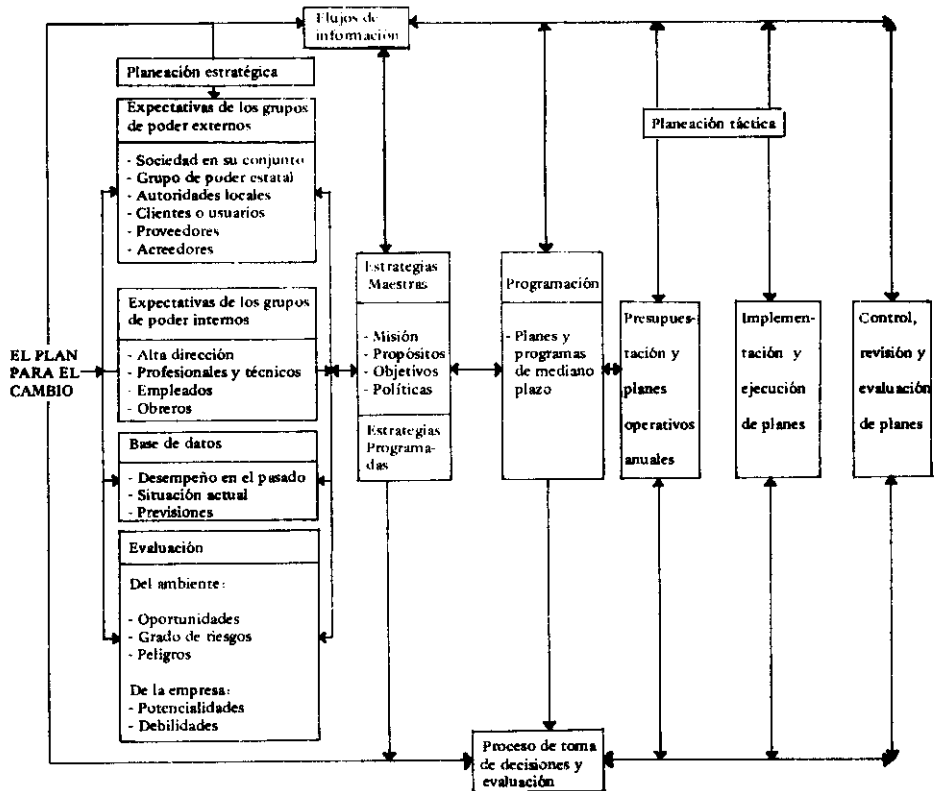 Flujos de
información
Planeación estratégica
Expectativas de los grupos
de poder externos
- Sociedad en su conjunto
- Grupo de poder estatal
- Autoridades locales
- Clientes o usuarios
- Proveedores
- Acreedores
Expectativas de los grupos
de poder internos
- Alta dirección
- Profesionales y técnicos
- Empleados
- Obreros
EL PLAN
PARA EL
CAMBIO
Base de datos
- Desempeño en el pasado
- Situación actual
- Previsiones
Evaluación
Del ambiente:
- Oportunidades
- Grado de riesgos
- Peligros
De la empresa:
- Potencialidades
- Debilidades
Estrategias
Maestras
- Misión
- Propósitos
- Objetivos
- Políticas
Estrategias
Programa-
das
Programación
- Planes y
programas
de mediano
plazo
Planeación táctica
Presupues-
tación y
planes
operativos
anuales
Implemen-
tación y
ejecución
de planes
Control,
revisión y
evaluación
de planes
Proceso de toma
de decisiones y
evaluación